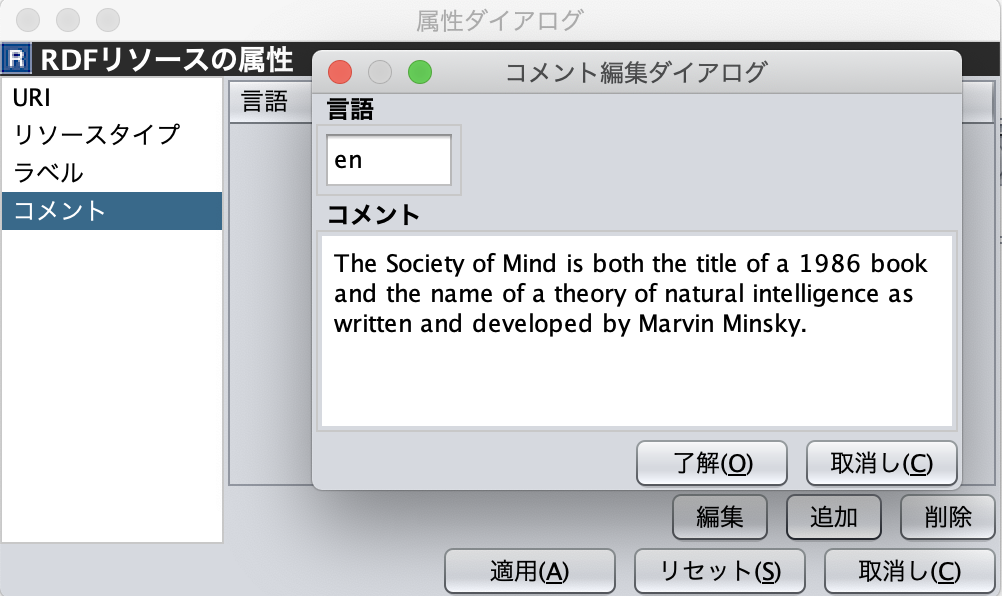 属性ダイアログ
R RDFリソースの属性
URI
リソースタイプ
ラベル
コメント
言語
コメント編集ダイアログ
言語
en
コメント
The Society of Mind is both the title of a 1986 book
and the name of a theory of natural intelligence as
written and developed by Marvin Minsky.
了解(O) 取消し(C)
編集 追加 削除
適用(A) リセット(S) 取消し(C)